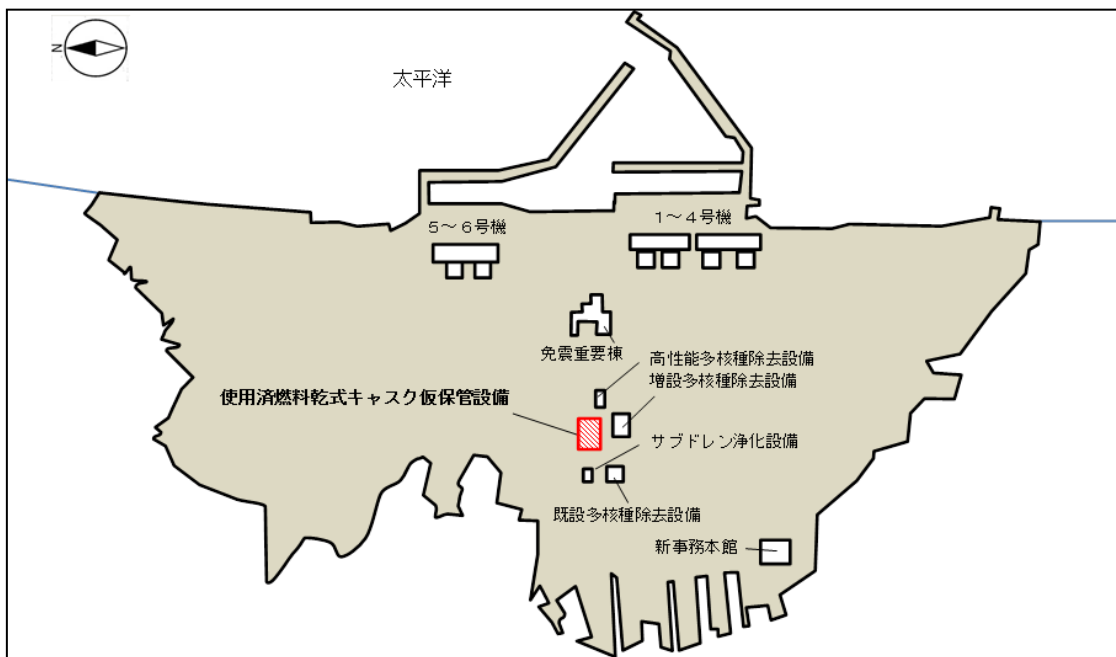 N
太平洋
5~6号機
1~4号機
免震重要棟
高性能多核種除去設備
増設多核種除去設備
使用済燃料乾式キャスク仮保管設備
サブドレン浄化設備
既設多核種除去設備
新事務本館